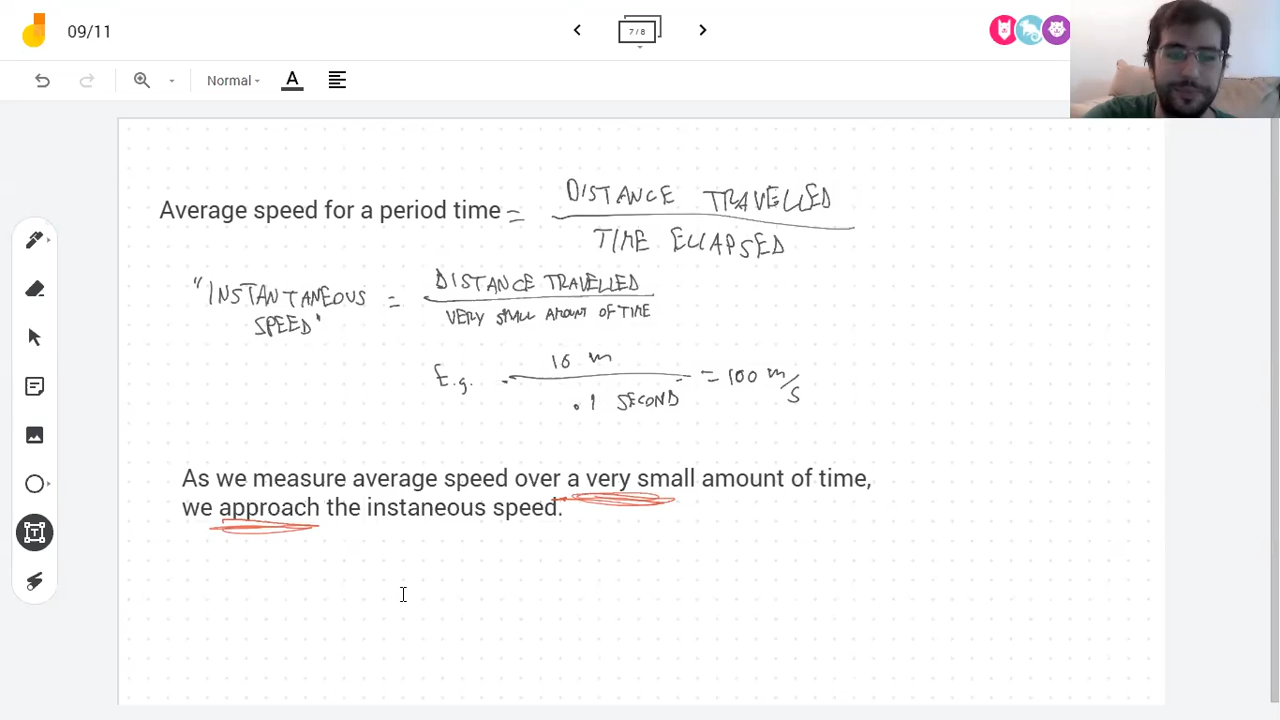 09/11
7 / 8
Normal
A
Average speed for a period time = DISTANCE TRAVELLED
TIME ELLAPSED
"INSTANTANEOUS SPEED" = DISTANCE TRAVELLED
VERY SMALL AMOUNT OF TIME
E.g. 10 m
.1 SECOND
= 100 m/s
As we measure average speed over a very small amount of time,
we approach the instaneous speed.